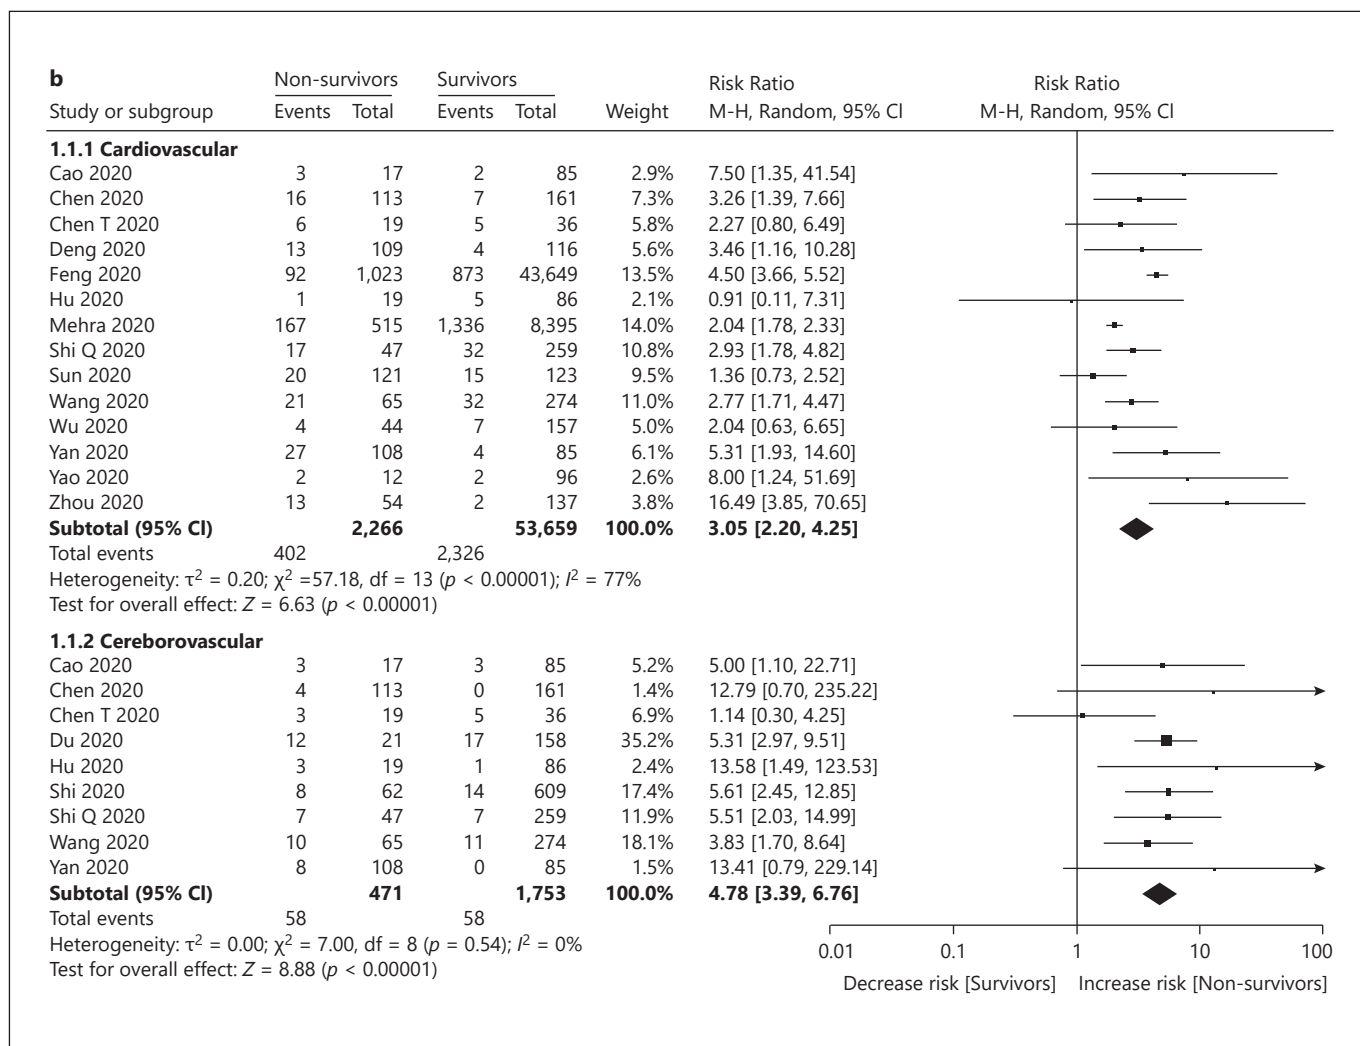 b Non-survivors Survivors Risk Ratio Risk Ratio
Study or subgroup Events Total Events Total Weight M-H, Random, 95% CI M-H, Random, 95% CI
1.1.1 Cardiovascular
Cao 2020 3 17 2 85 2.9% 7.50 [1.35, 41.54]
Chen 2020 16 113 7 161 7.3% 3.26 [1.39, 7.66]
Chen T 2020 6 19 5 36 5.8% 2.27 [0.80, 6.49]
Deng 2020 13 109 4 116 5.6% 3.46 [1.16, 10.28]
Feng 2020 92 1,023 873 43,649 13.5% 4.50 [3.66, 5.52]
Hu 2020 1 19 5 86 2.1% 0.91 [0.11, 7.31]
Mehra 2020 167 515 1,336 8,395 14.0% 2.04 [1.78, 2.33]
Shi Q 2020 17 47 32 259 10.8% 2.93 [1.78, 4.82]
Sun 2020 20 121 15 123 9.5% 1.36 [0.73, 2.52]
Wang 2020 21 65 32 274 11.0% 2.77 [1.71, 4.47]
Wu 2020 4 44 7 157 5.0% 2.04 [0.63, 6.65]
Yan 2020 27 108 4 85 6.1% 5.31 [1.93, 14.60]
Yao 2020 2 12 2 96 2.6% 8.00 [1.24, 51.69]
Zhou 2020 13 54 2 137 3.8% 16.49 [3.85, 70.65]
Subtotal (95% CI) 2,266 53,659 100.0% 3.05 [2.20, 4.25]
Total events 402 2,326
Heterogeneity: τ² = 0.20; χ² =57.18, df = 13 (p < 0.00001); I² = 77%
Test for overall effect: Z = 6.63 (p < 0.00001)
1.1.2 Cereborovascular
Cao 2020 3 17 3 85 5.2% 5.00 [1.10, 22.71]
Chen 2020 4 113 0 161 1.4% 12.79 [0.70, 235.22]
Chen T 2020 3 19 5 36 6.9% 1.14 [0.30, 4.25]
Du 2020 12 21 17 158 35.2% 5.31 [2.97, 9.51]
Hu 2020 3 19 1 86 2.4% 13.58 [1.49, 123.53]
Shi 2020 8 62 14 609 17.4% 5.61 [2.45, 12.85]
Shi Q 2020 7 47 7 259 11.9% 5.51 [2.03, 14.99]
Wang 2020 10 65 11 274 18.1% 3.83 [1.70, 8.64]
Yan 2020 8 108 0 85 1.5% 13.41 [0.79, 229.14]
Subtotal (95% CI) 471 1,753 100.0% 4.78 [3.39, 6.76]
Total events 58 58
Heterogeneity: τ² = 0.00; χ² = 7.00, df = 8 (p = 0.54); I² = 0%
Test for overall effect: Z = 8.88 (p < 0.00001)
0.01 0.1 1 10 100
Decrease risk [Survivors] Increase risk [Non-survivors]